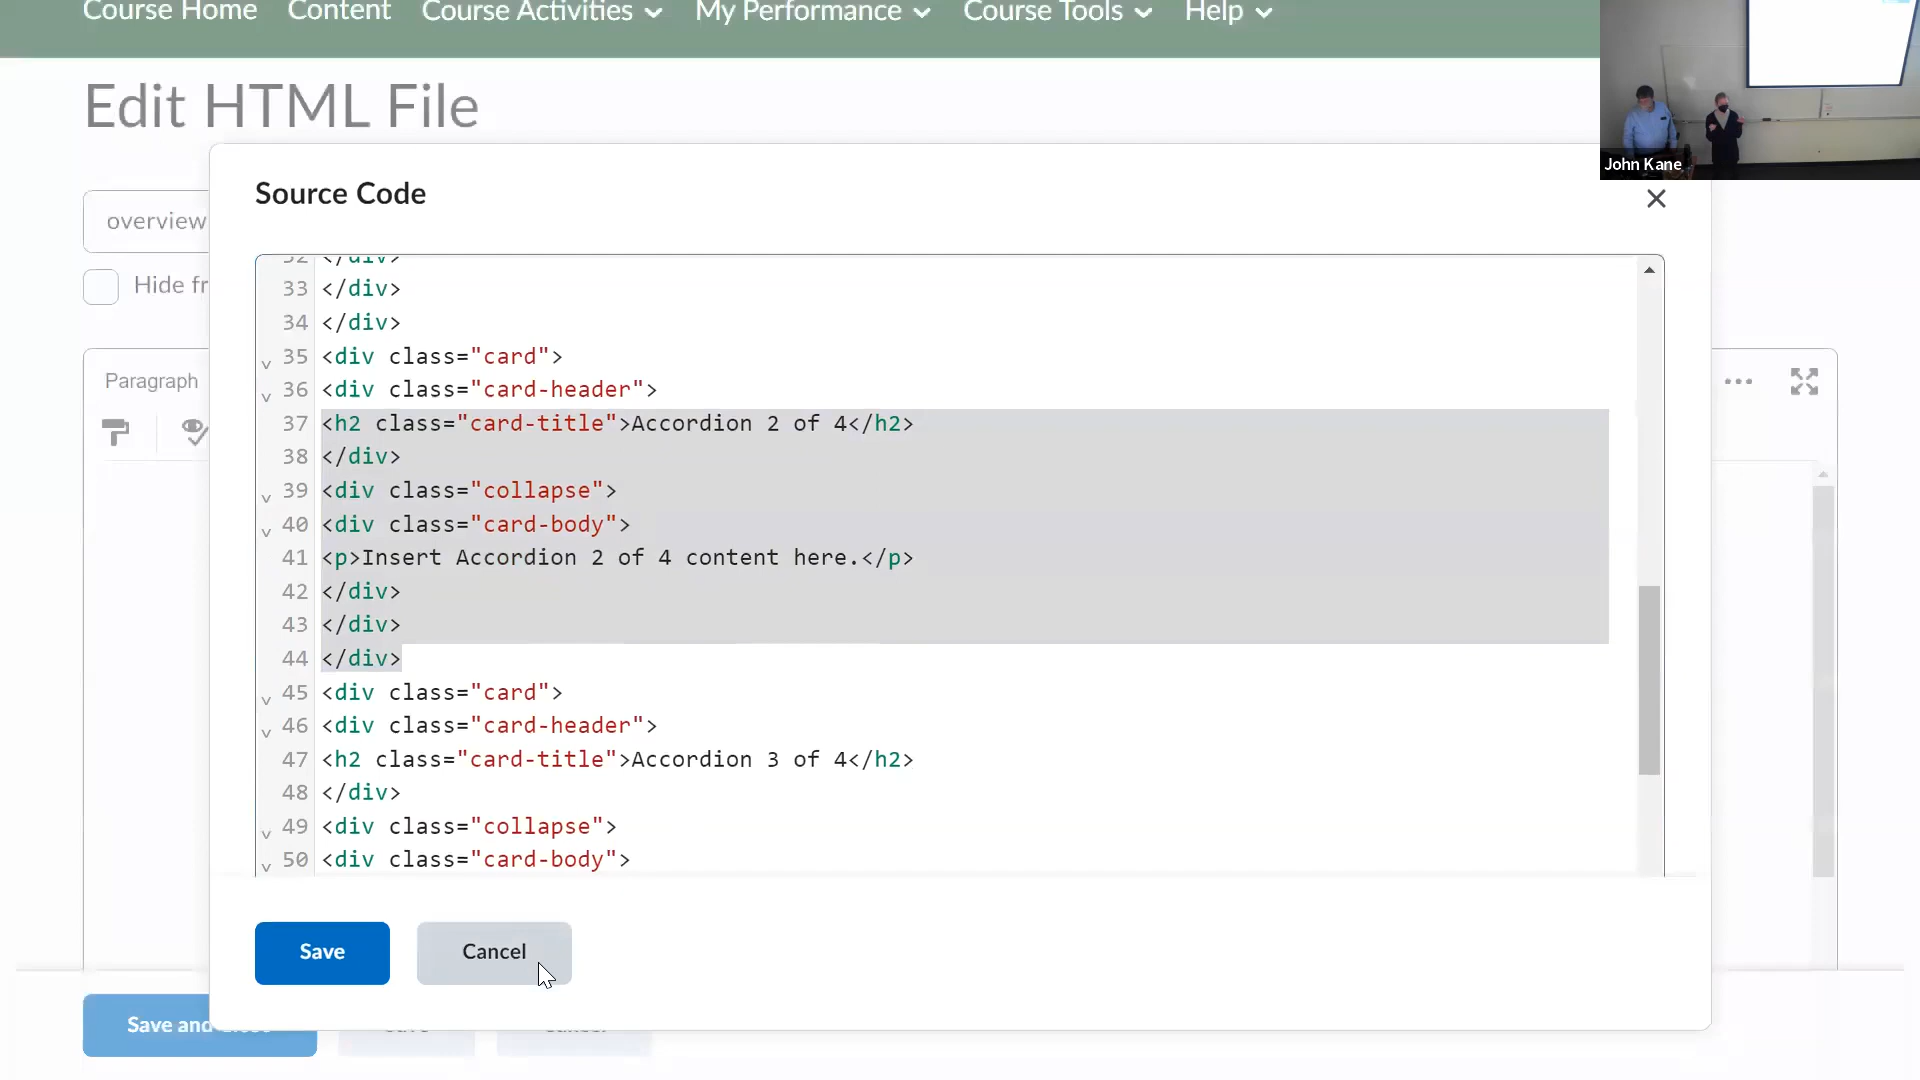 Course Home Content Course Activities My Performance Course Tools Help
Edit HTML File
John Kane
Source Code
overview
Hide fr
Paragraph
32 </div>
33 </div>
34 </div>
35 <div class="card">
36 <div class="card-header">
37 <h2 class="card-title">Accordion 2 of 4</h2>
38 </div>
39 <div class="collapse">
40 <div class="card-body">
41 <p>Insert Accordion 2 of 4 content here.</p>
42 </div>
43 </div>
44 </div>
45 <div class="card">
46 <div class="card-header">
47 <h2 class="card-title">Accordion 3 of 4</h2>
48 </div>
49 <div class="collapse">
50 <div class="card-body">
Save Cancel
Save and Close Save Cancel